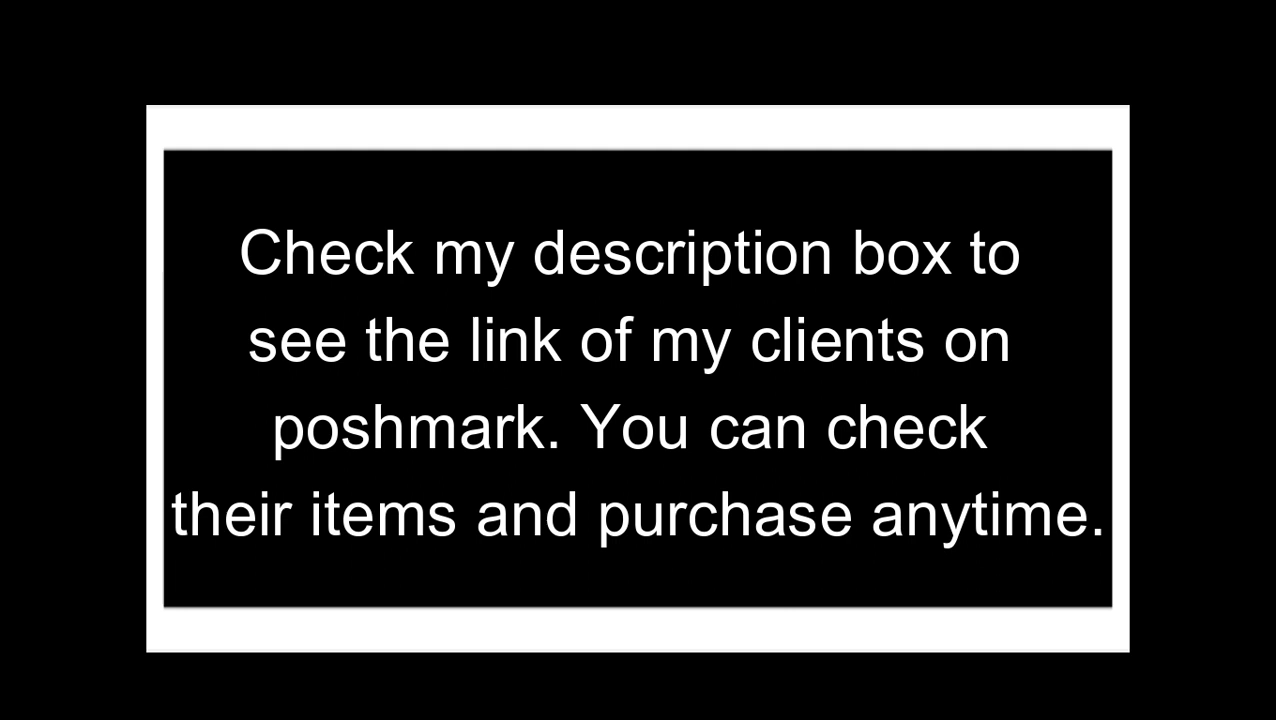 Check my description box to
see the link of my clients on
poshmark. You can check
their items and purchase anytime.